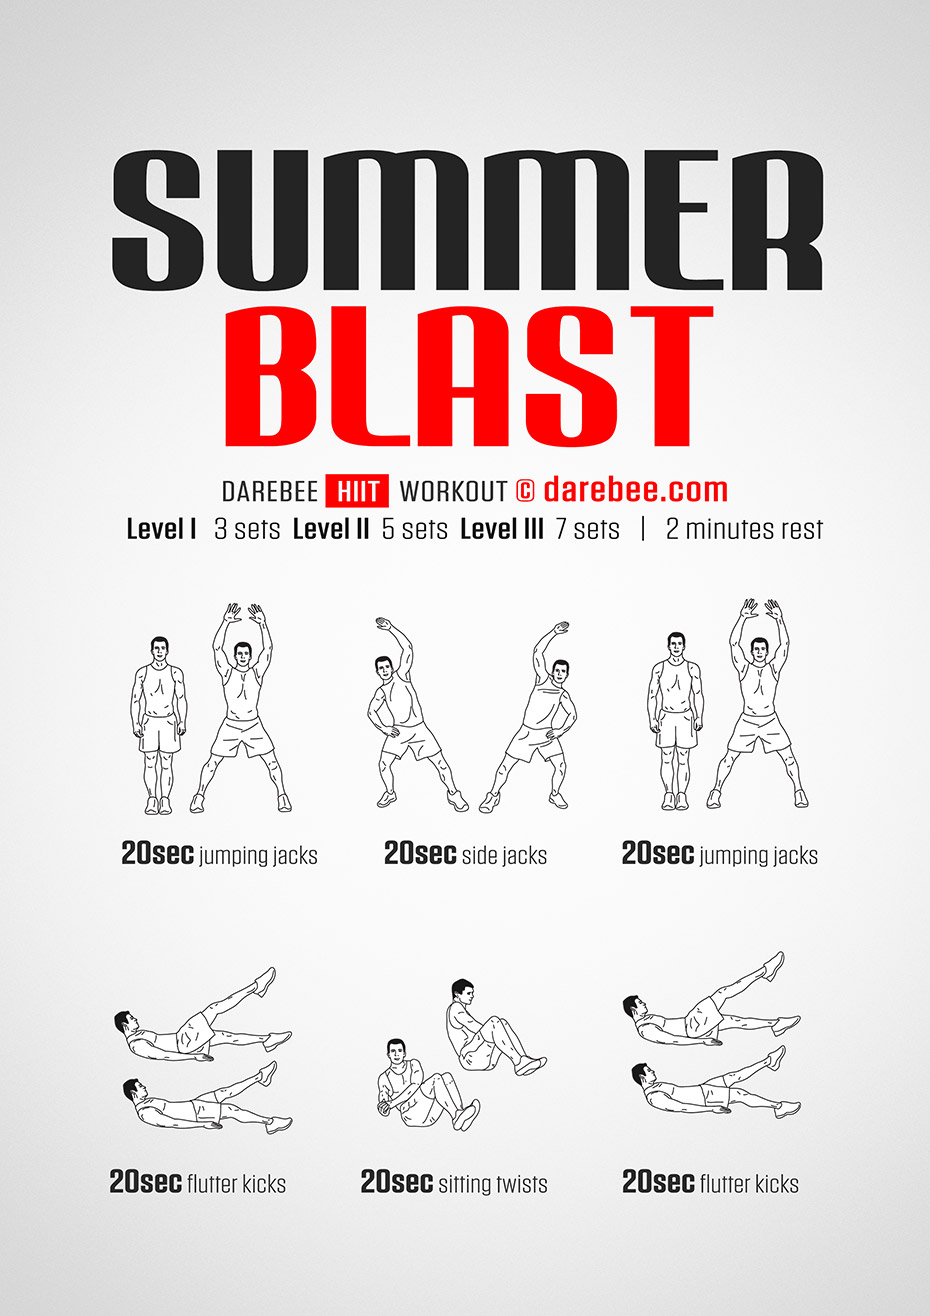 SUMMER
BLAST
DAREBEE HIIT WORKOUT © darebee.com
Level I 3 sets Level II 5 sets Level III 7 sets | 2 minutes rest
20sec jumping jacks 20sec side jacks 20sec jumping jacks
20sec flutter kicks 20sec sitting twists 20sec flutter kicks